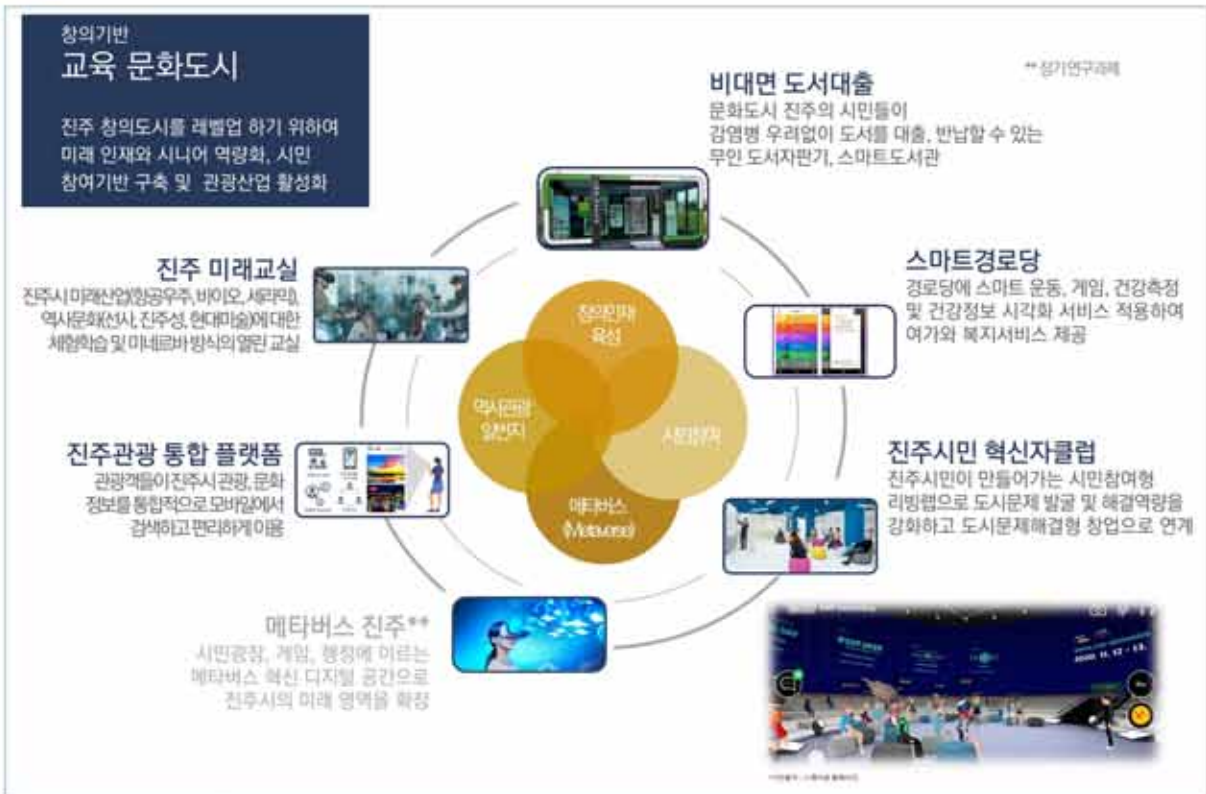 창의기반
교육 문화도시
진주 창의도시를 레벨업 하기 위하여
미래 인재와 시니어 역량화, 시민
참여기반 구축 및 관광산업 활성화
** 장기연구과제
비대면 도서대출
문화도시 진주의 시민들이
감염병 우려없이 도서를 대출, 반납할 수 있는
무인 도서자판기, 스마트도서관
진주 미래교실
진주시 미래산업(항공우주, 바이오, 세라믹),
역사문화(선사, 진주성, 현대미술)에 대한
체험학습 및 미네르바 방식의 열린 교실
스마트경로당
경로당에 스마트 운동, 게임, 건강측정
및 건강정보 시각화 서비스 적용하여
여가와 복지서비스 제공
창의인재
육성
역사관광
일번지
시민참여
메타버스
(Metaverse)
진주관광 통합 플랫폼
관광객들이 진주시 관광, 문화
정보를 통합적으로 모바일에서
검색하고 편리하게 이용
진주시민 혁신자클럽
진주시민이 만들어가는 시민참여형
리빙랩으로 도시문제 발굴 및 해결역량을
강화하고 도시문제해결형 창업으로 연계
메타버스 진주**
시민광장, 게임, 행정에 이르는
메타버스 혁신 디지털 공간으로
진주시의 미래 영역을 확장